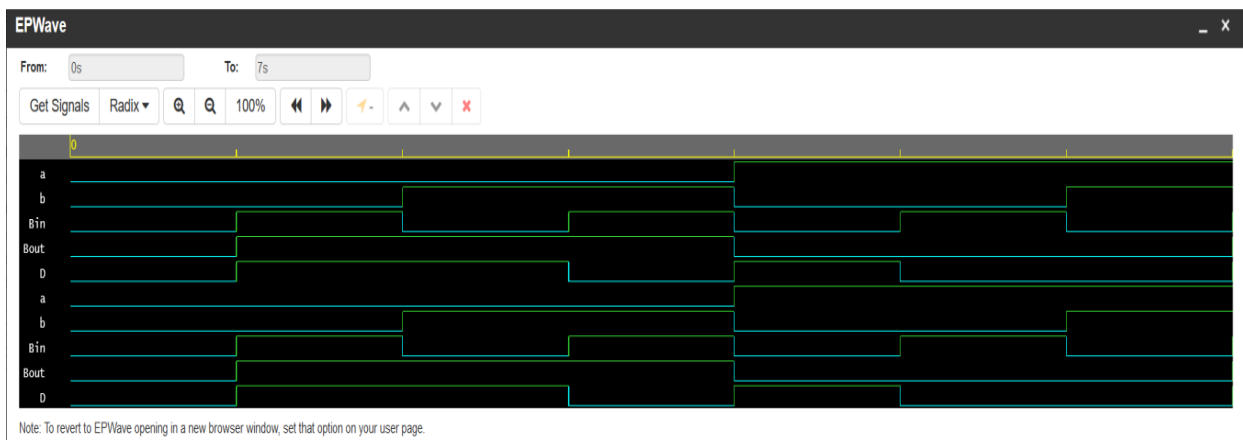 EPWave
From: 0s To: 7s
Get Signals Radix 100%
0
a
b
Bin
Bout
D
a
b
Bin
Bout
D
Note: To revert to EPWave opening in a new browser window, set that option on your user page.